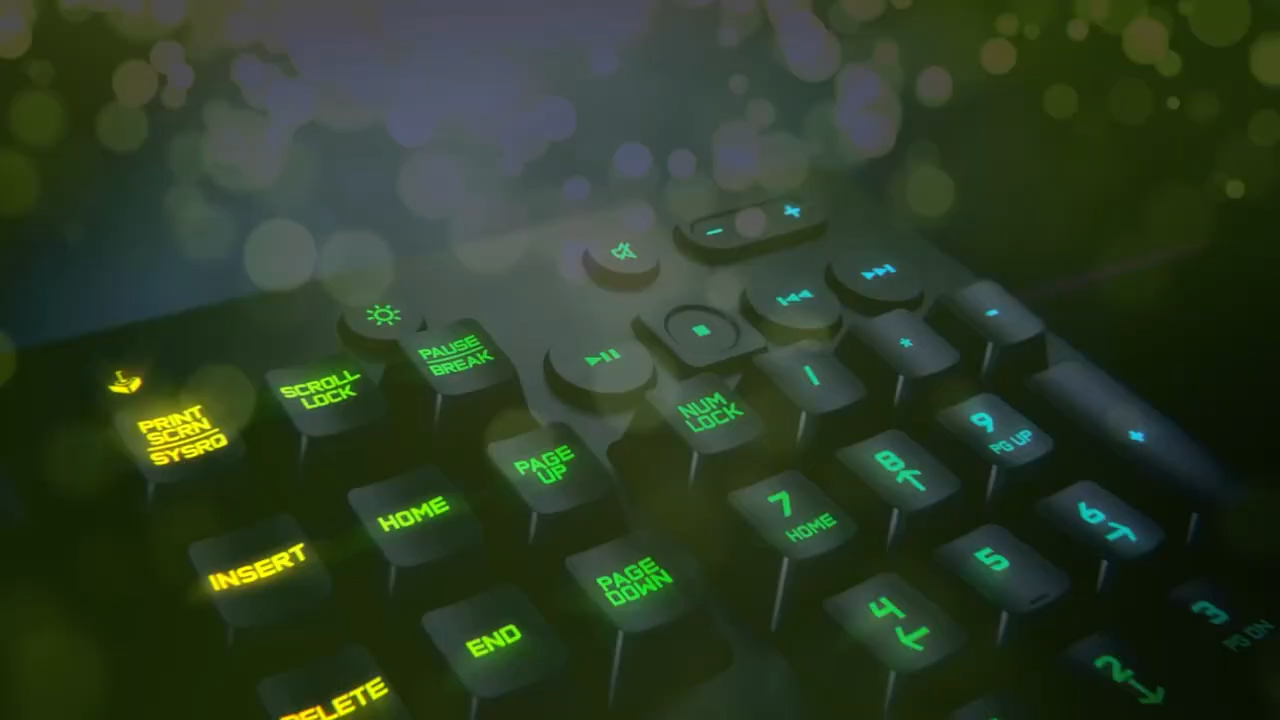 PRINT
SCRN
SYSRQ
SCROLL
LOCK
PAUSE
BREAK
INSERT
HOME
PAGE
UP
DELETE
END
PAGE
DOWN
NUM
LOCK
/
*
-
7
HOME
8
9
PG UP
+
4
5
6
2
3
PG DN